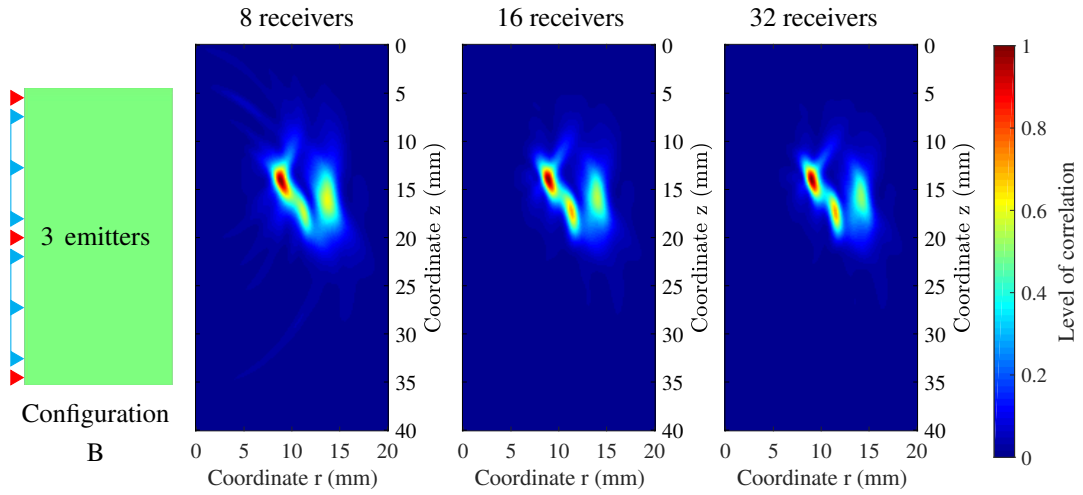 8 receivers
16 receivers
32 receivers
0
5
10
15
20
25
30
35
40
Coordinate z (mm)
0
5
10
15
20
25
30
35
40
Coordinate z (mm)
0
5
10
15
20
25
30
35
40
Coordinate z (mm)
1
0.8
0.6
0.4
0.2
0
Level of correlation
3 emitters
Configuration
B
0 5 10 15 20
Coordinate r (mm)
0 5 10 15 20
Coordinate r (mm)
0 5 10 15 20
Coordinate r (mm)